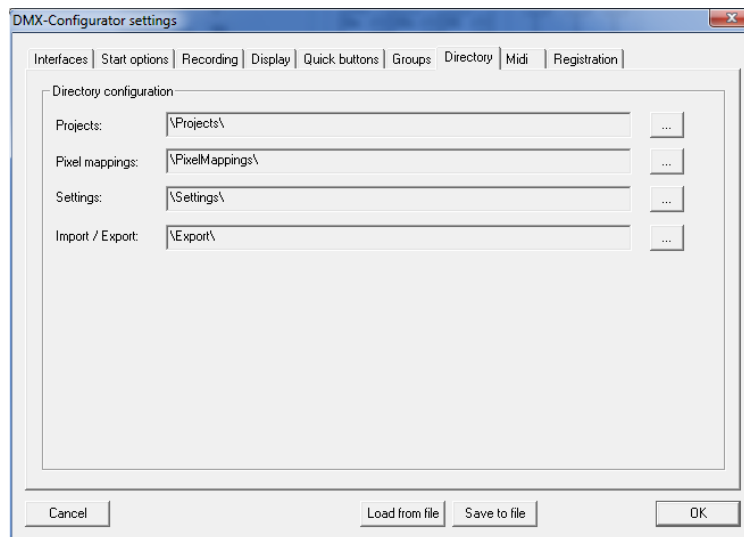 DMX-Configurator settings
x
Interfaces Start options Recording Display Quick buttons Groups Directory Midi Registration
Directory configuration
Projects: \Projects\ ...
Pixel mappings: \PixelMappings\ ...
Settings: \Settings\ ...
Import / Export: \Export\ ...
Cancel Load from file Save to file OK